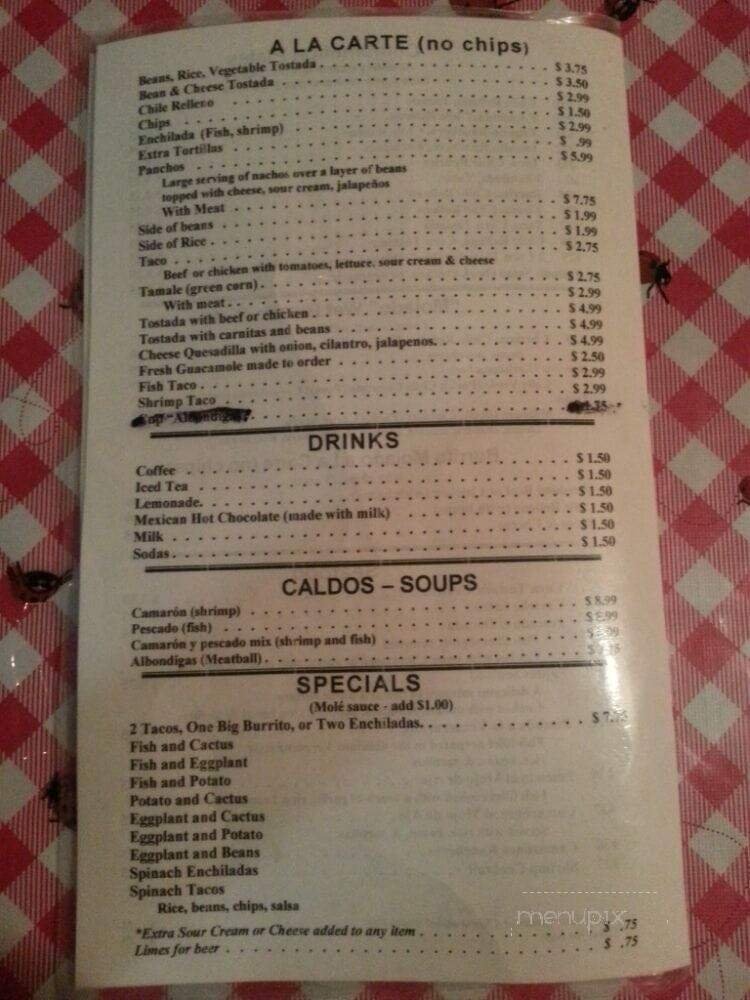 A LA CARTE (no chips)
Beans, Rice, Vegetable Tostada . . . . . . . . . . . . . . . . . $ 3.75
Bean & Cheese Tostada . . . . . . . . . . . . . . . . . $ 3.50
Chile Relleno . . . . . . . . . . . . . . . . . $ 2.99
Chips . . . . . . . . . . . . . . . . . $ 1.50
Enchilada (Fish, shrimp) . . . . . . . . . . . . . . . . . $ 2.99
Extra Tortillas . . . . . . . . . . . . . . . . . $ .99
Panchos . . . . . . . . . . . . . . . . . $ 5.99
Large serving of nachos over a layer of beans
topped with cheese, sour cream, jalapeños
With Meat . . . . . . . . . . . . . . . . . $ 7.75
Side of beans . . . . . . . . . . . . . . . . . $ 1.99
Side of Rice . . . . . . . . . . . . . . . . . $ 1.99
Taco . . . . . . . . . . . . . . . . . $ 2.75
Beef or chicken with tomatoes, lettuce, sour cream & cheese
Tamale (green corn) . . . . . . . . . . . . . . . . . $ 2.75
With meat . . . . . . . . . . . . . . . . . $ 2.99
Tostada with beef or chicken . . . . . . . . . . . . . . . . . $ 4.99
Tostada with carnitas and beans . . . . . . . . . . . . . . . . . $ 4.99
Cheese Quesadilla with onion, cilantro, jalapenos. . . . . . . . . . . . . $ 4.99
Fresh Guacamole made to order . . . . . . . . . . . . . . . . . $ 2.50
Fish Taco . . . . . . . . . . . . . . . . . $ 2.99
Shrimp Taco . . . . . . . . . . . . . . . . . $ 2.99
DRINKS
Coffee . . . . . . . . . . . . . . . . . $ 1.50
Iced Tea . . . . . . . . . . . . . . . . . $ 1.50
Lemonade. . . . . . . . . . . . . . . . . $ 1.50
Mexican Hot Chocolate (made with milk) . . . . . . . . . . . . $ 1.50
Milk . . . . . . . . . . . . . . . . . $ 1.50
Sodas . . . . . . . . . . . . . . . . . $ 1.50
CALDOS – SOUPS
Camarón (shrimp) . . . . . . . . . . . . . . . . . $ 8.99
Pescado (fish) . . . . . . . . . . . . . . . . .
Camarón y pescado mix (shrimp and fish) . . . . . . . . . . . .
Albondigas (Meatball) . . . . . . . . . . . . . . . . .
SPECIALS
(Molé sauce - add $1.00)
2 Tacos, One Big Burrito, or Two Enchiladas. . . . . . . . . . . . $ 7.75
Fish and Cactus
Fish and Eggplant
Fish and Potato
Potato and Cactus
Eggplant and Cactus
Eggplant and Potato
Eggplant and Beans
Spinach Enchiladas
Spinach Tacos
Rice, beans, chips, salsa
*Extra Sour Cream or Cheese added to any item . . . . . . . . . . . . $ .75
Limes for beer . . . . . . . . . . . . . . . . . $ .75
menupix